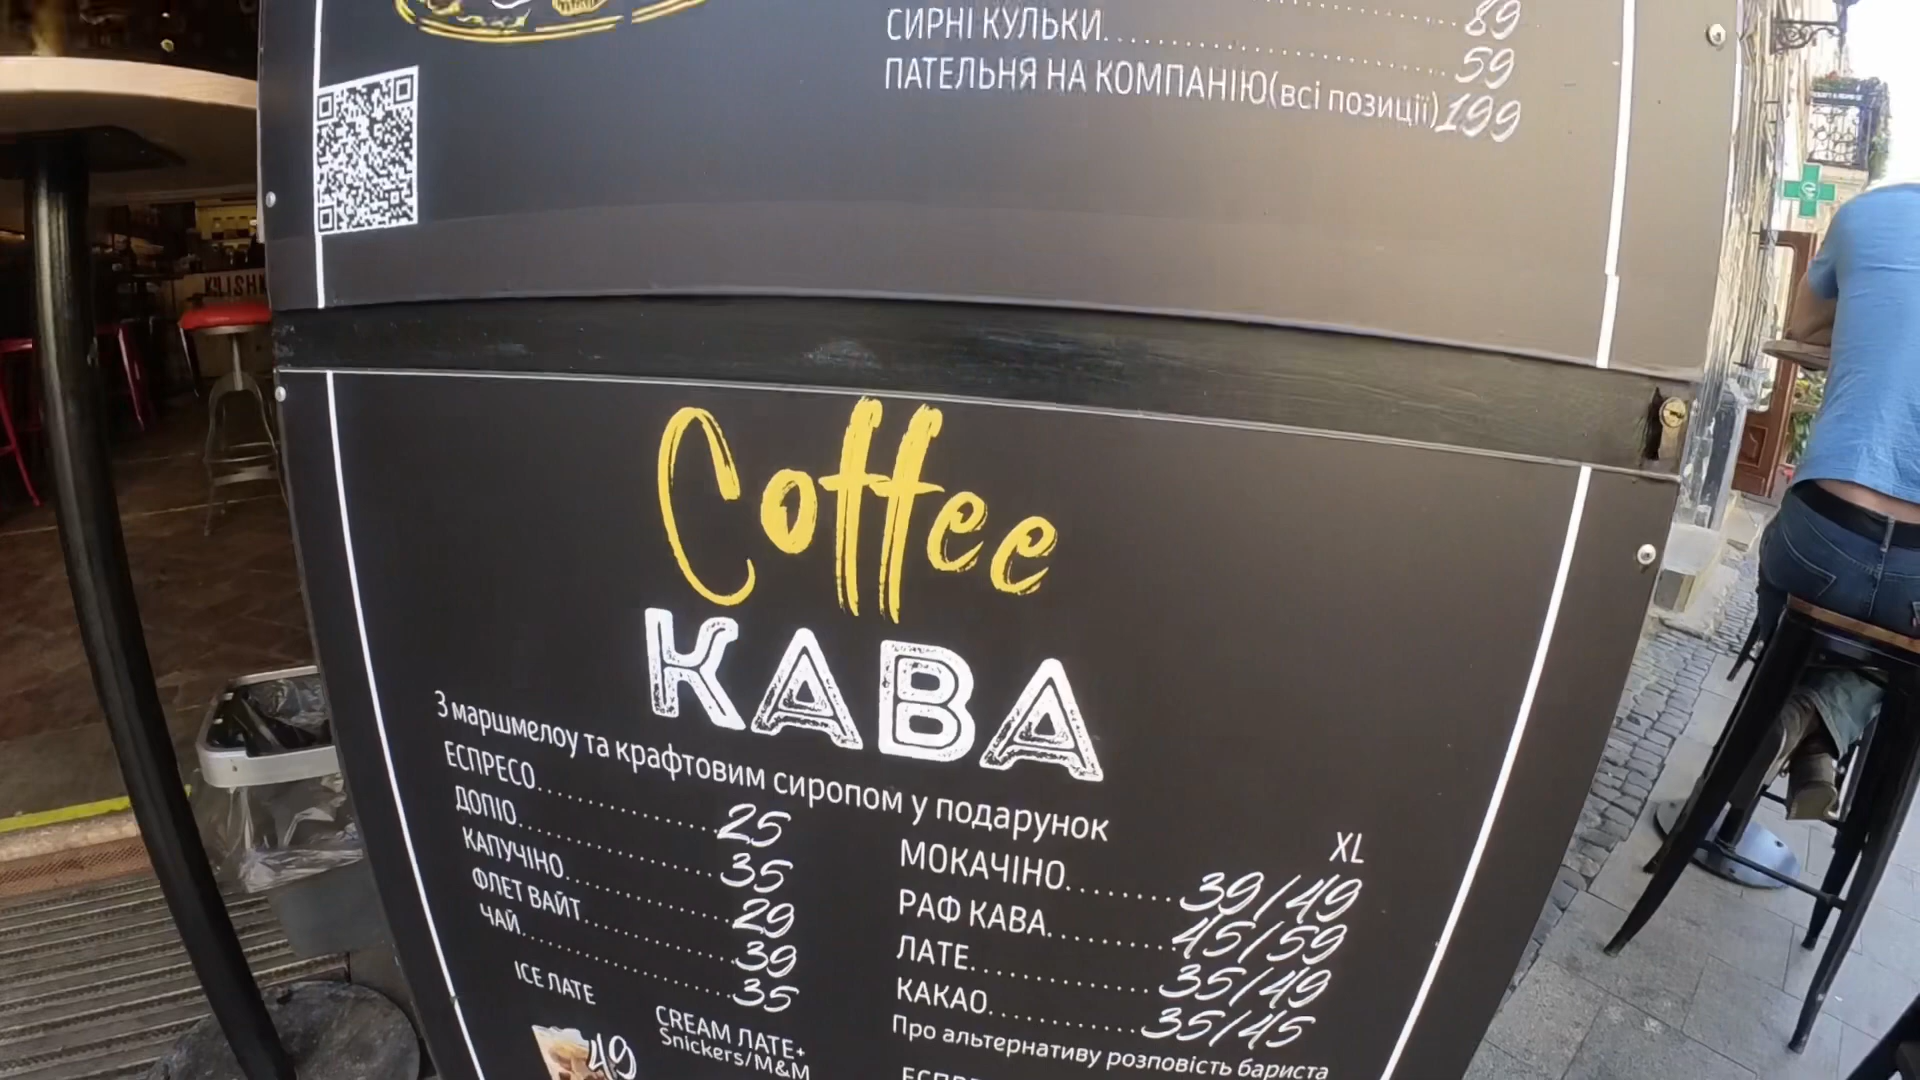 89
СИРНІ КУЛЬКИ 59
ПАТЕЛЬНЯ НА КОМПАНІЮ(всі позиції) 199
Coffee
КАВА
З маршмелоу та крафтовим сиропом у подарунок
ЕСПРЕСО 25
ДОПІО 35
КАПУЧІНО 29
ФЛЕТ ВАЙТ 39
ЧАЙ 35
XL
МОКАЧІНО 39/49
РАФ КАВА 45/59
ЛАТЕ 35/49
КАКАО 35/45
Про альтернативу розповість бариста
ICE ЛАТЕ
49
CREAM ЛАТЕ+
Snickers/M&M